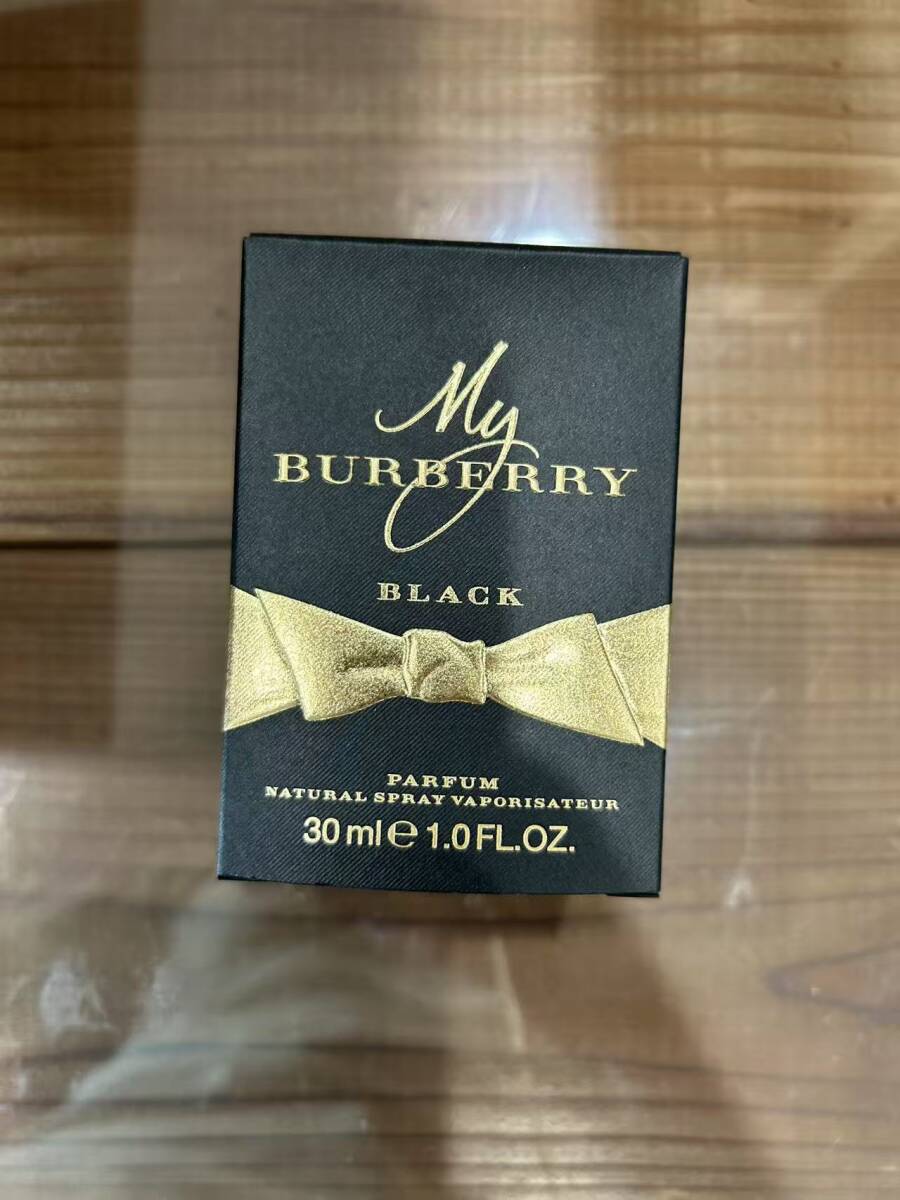 My
BURBERRY
BLACK
PARFUM
NATURAL SPRAY VAPORISATEUR
30 ml ℮ 1.0 FL.OZ.